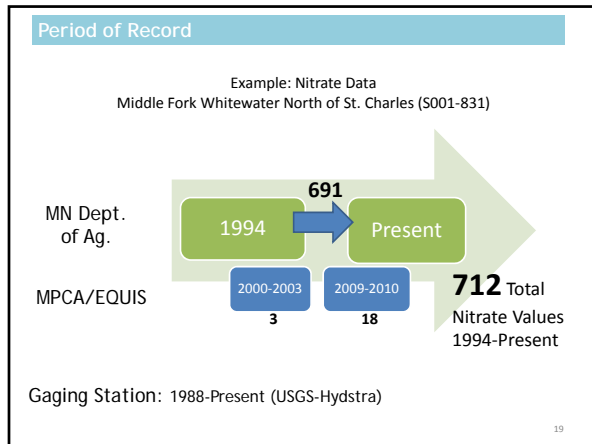 Period of Record
Example: Nitrate Data
Middle Fork Whitewater North of St. Charles (S001-831)
691
MN Dept.
of Ag.
1994
Present
MPCA/EQUIS
2000-2003
2009-2010
3
18
712 Total
Nitrate Values
1994-Present
Gaging Station: 1988-Present (USGS-Hydstra)
19